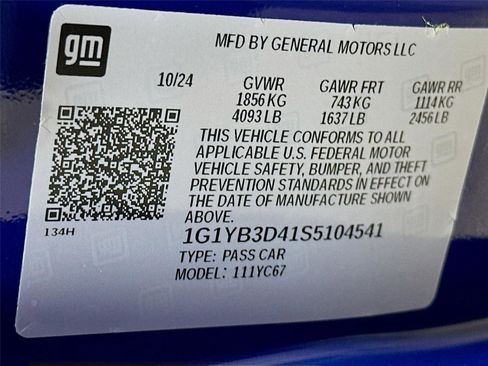 gm
MFD BY GENERAL MOTORS LLC
10/24 GVWR GAWR FRT GAWR RR
1856 KG 743 KG 1114 KG
4093 LB 1637 LB 2456 LB
THIS VEHICLE CONFORMS TO ALL
APPLICABLE U.S. FEDERAL MOTOR
VEHICLE SAFETY, BUMPER, AND THEFT
PREVENTION STANDARDS IN EFFECT ON
THE DATE OF MANUFACTURE SHOWN
ABOVE.
134H
1G1YB3D41S5104541
TYPE: PASS CAR
MODEL: 111YC67